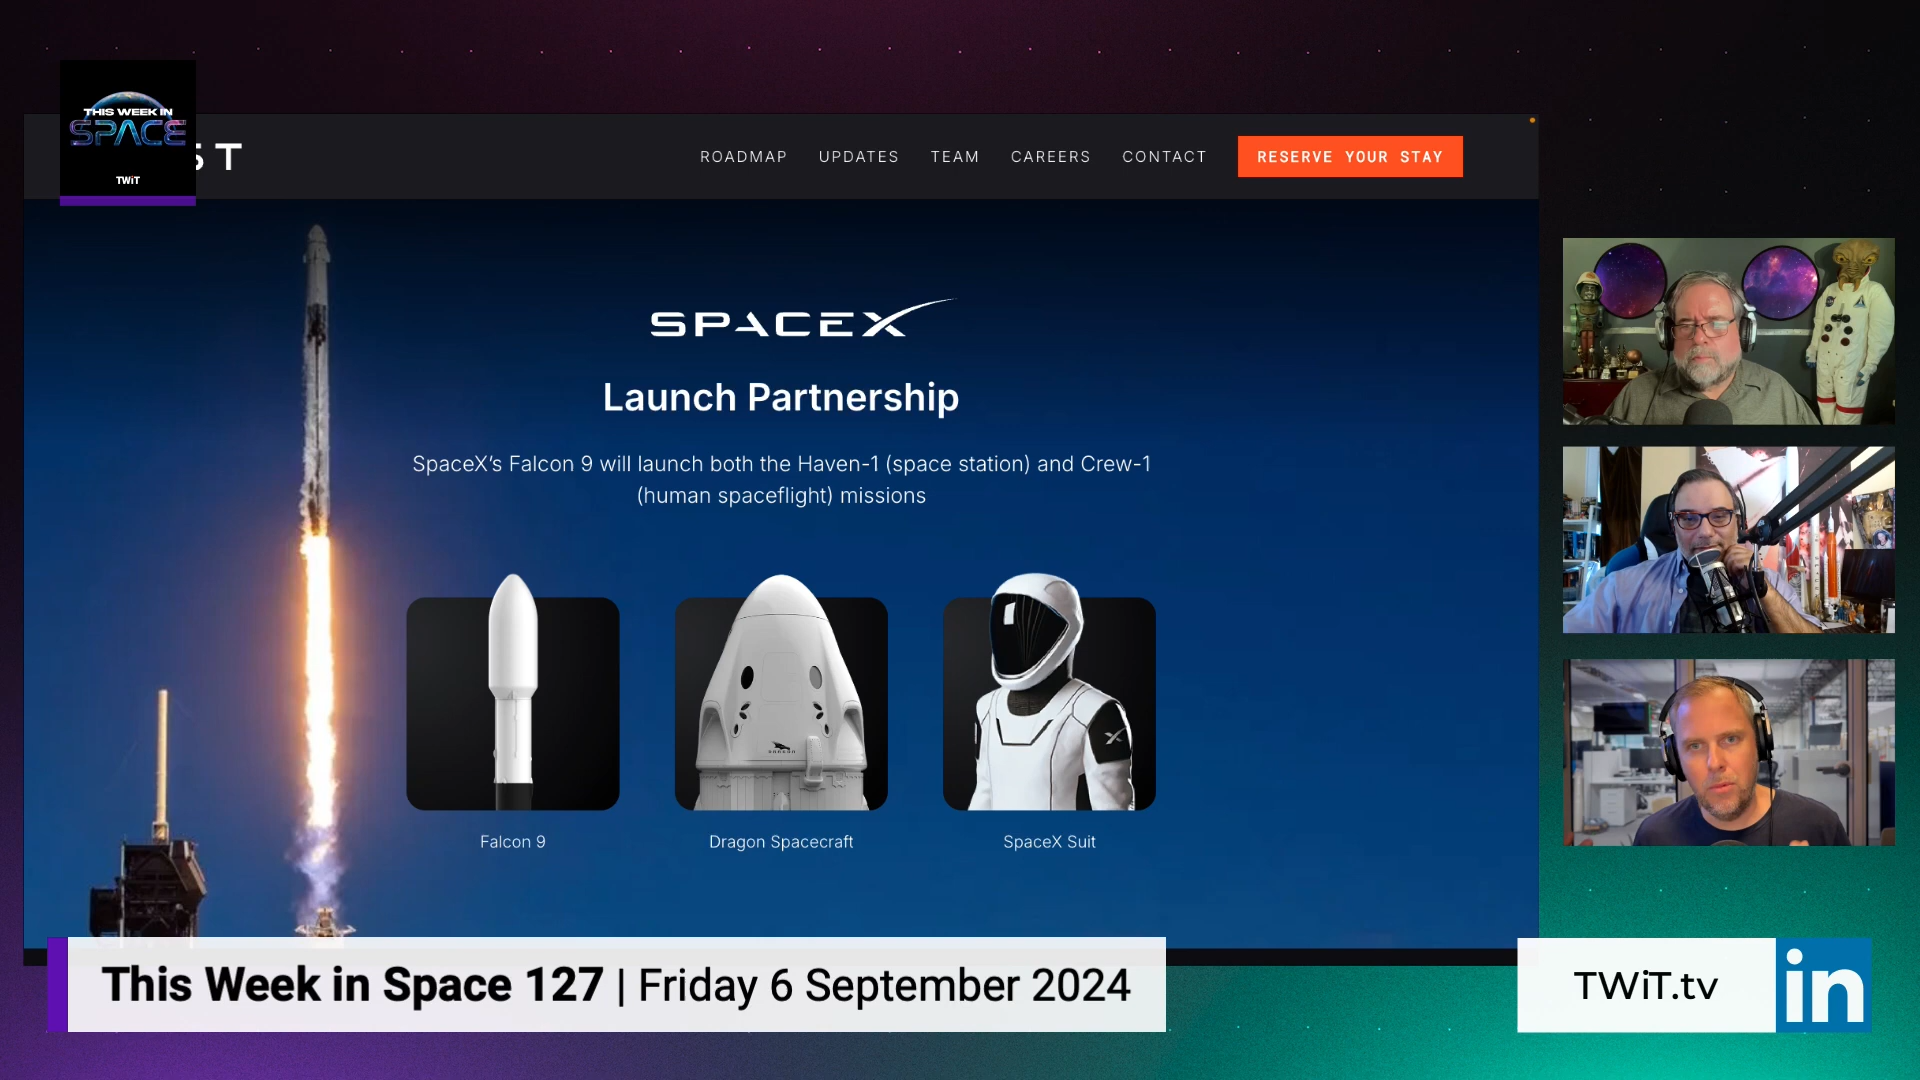 THIS WEEK IN
SPACE
TWiT
ST
ROADMAP UPDATES TEAM CAREERS CONTACT RESERVE YOUR STAY
SPACEX
Launch Partnership
SpaceX's Falcon 9 will launch both the Haven-1 (space station) and Crew-1
(human spaceflight) missions
Falcon 9 Dragon Spacecraft SpaceX Suit
This Week in Space 127 | Friday 6 September 2024
TWiT.tv in